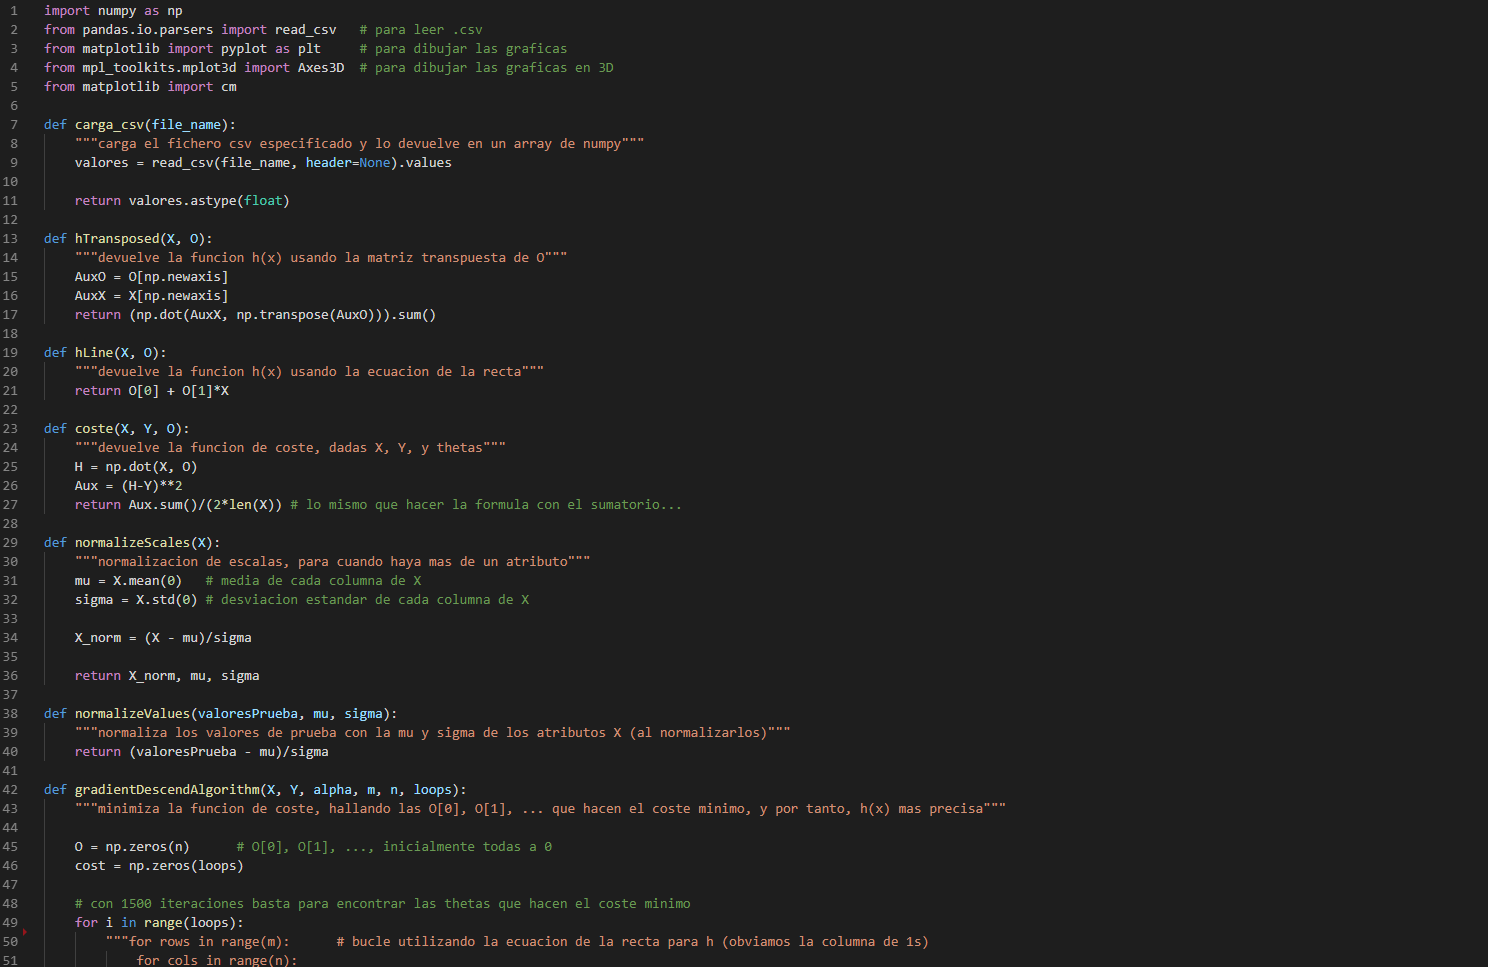 1 import numpy as np
2 from pandas.io.parsers import read_csv   # para leer .csv
3 from matplotlib import pyplot as plt     # para dibujar las graficas
4 from mpl_toolkits.mplot3d import Axes3D  # para dibujar las graficas en 3D
5 from matplotlib import cm
6
7 def carga_csv(file_name):
8     """carga el fichero csv especificado y lo devuelve en un array de numpy"""
9     valores = read_csv(file_name, header=None).values
10
11     return valores.astype(float)
12
13 def hTransposed(X, O):
14     """devuelve la funcion h(x) usando la matriz transpuesta de O"""
15     AuxO = O[np.newaxis]
16     AuxX = X[np.newaxis]
17     return (np.dot(AuxX, np.transpose(AuxO))).sum()
18
19 def hLine(X, O):
20     """devuelve la funcion h(x) usando la ecuacion de la recta"""
21     return O[0] + O[1]*X
22
23 def coste(X, Y, O):
24     """devuelve la funcion de coste, dadas X, Y, y thetas"""
25     H = np.dot(X, O)
26     Aux = (H-Y)**2
27     return Aux.sum()/(2*len(X)) # lo mismo que hacer la formula con el sumatorio...
28
29 def normalizeScales(X):
30     """normalizacion de escalas, para cuando haya mas de un atributo"""
31     mu = X.mean(0)   # media de cada columna de X
32     sigma = X.std(0) # desviacion estandar de cada columna de X
33
34     X_norm = (X - mu)/sigma
35
36     return X_norm, mu, sigma
37
38 def normalizeValues(valoresPrueba, mu, sigma):
39     """normaliza los valores de prueba con la mu y sigma de los atributos X (al normalizarlos)"""
40     return (valoresPrueba - mu)/sigma
41
42 def gradientDescendAlgorithm(X, Y, alpha, m, n, loops):
43     """minimiza la funcion de coste, hallando las O[0], O[1], ... que hacen el coste minimo, y por tanto, h(x) mas precisa"""
44
45     O = np.zeros(n)      # O[0], O[1], ..., inicialmente todas a 0
46     cost = np.zeros(loops)
47
48     # con 1500 iteraciones basta para encontrar las thetas que hacen el coste minimo
49     for i in range(loops):
50         """for rows in range(m):      # bucle utilizando la ecuacion de la recta para h (obviamos la columna de 1s)
51             for cols in range(n):